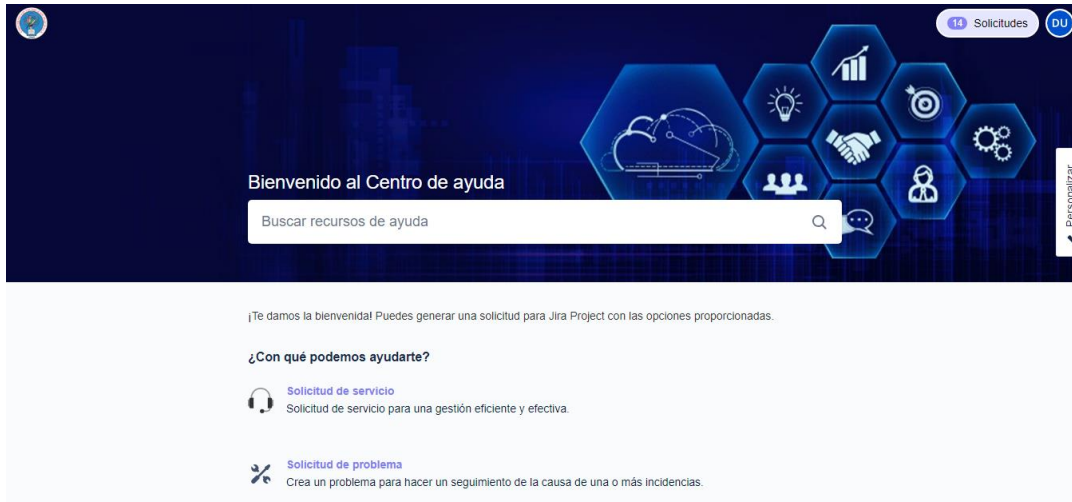 14 Solicitudes DU
Personalizar
Bienvenido al Centro de ayuda
Buscar recursos de ayuda
¡Te damos la bienvenida! Puedes generar una solicitud para Jira Project con las opciones proporcionadas.
¿Con qué podemos ayudarte?
Solicitud de servicio
Solicitud de servicio para una gestión eficiente y efectiva.
Solicitud de problema
Crea un problema para hacer un seguimiento de la causa de una o más incidencias.